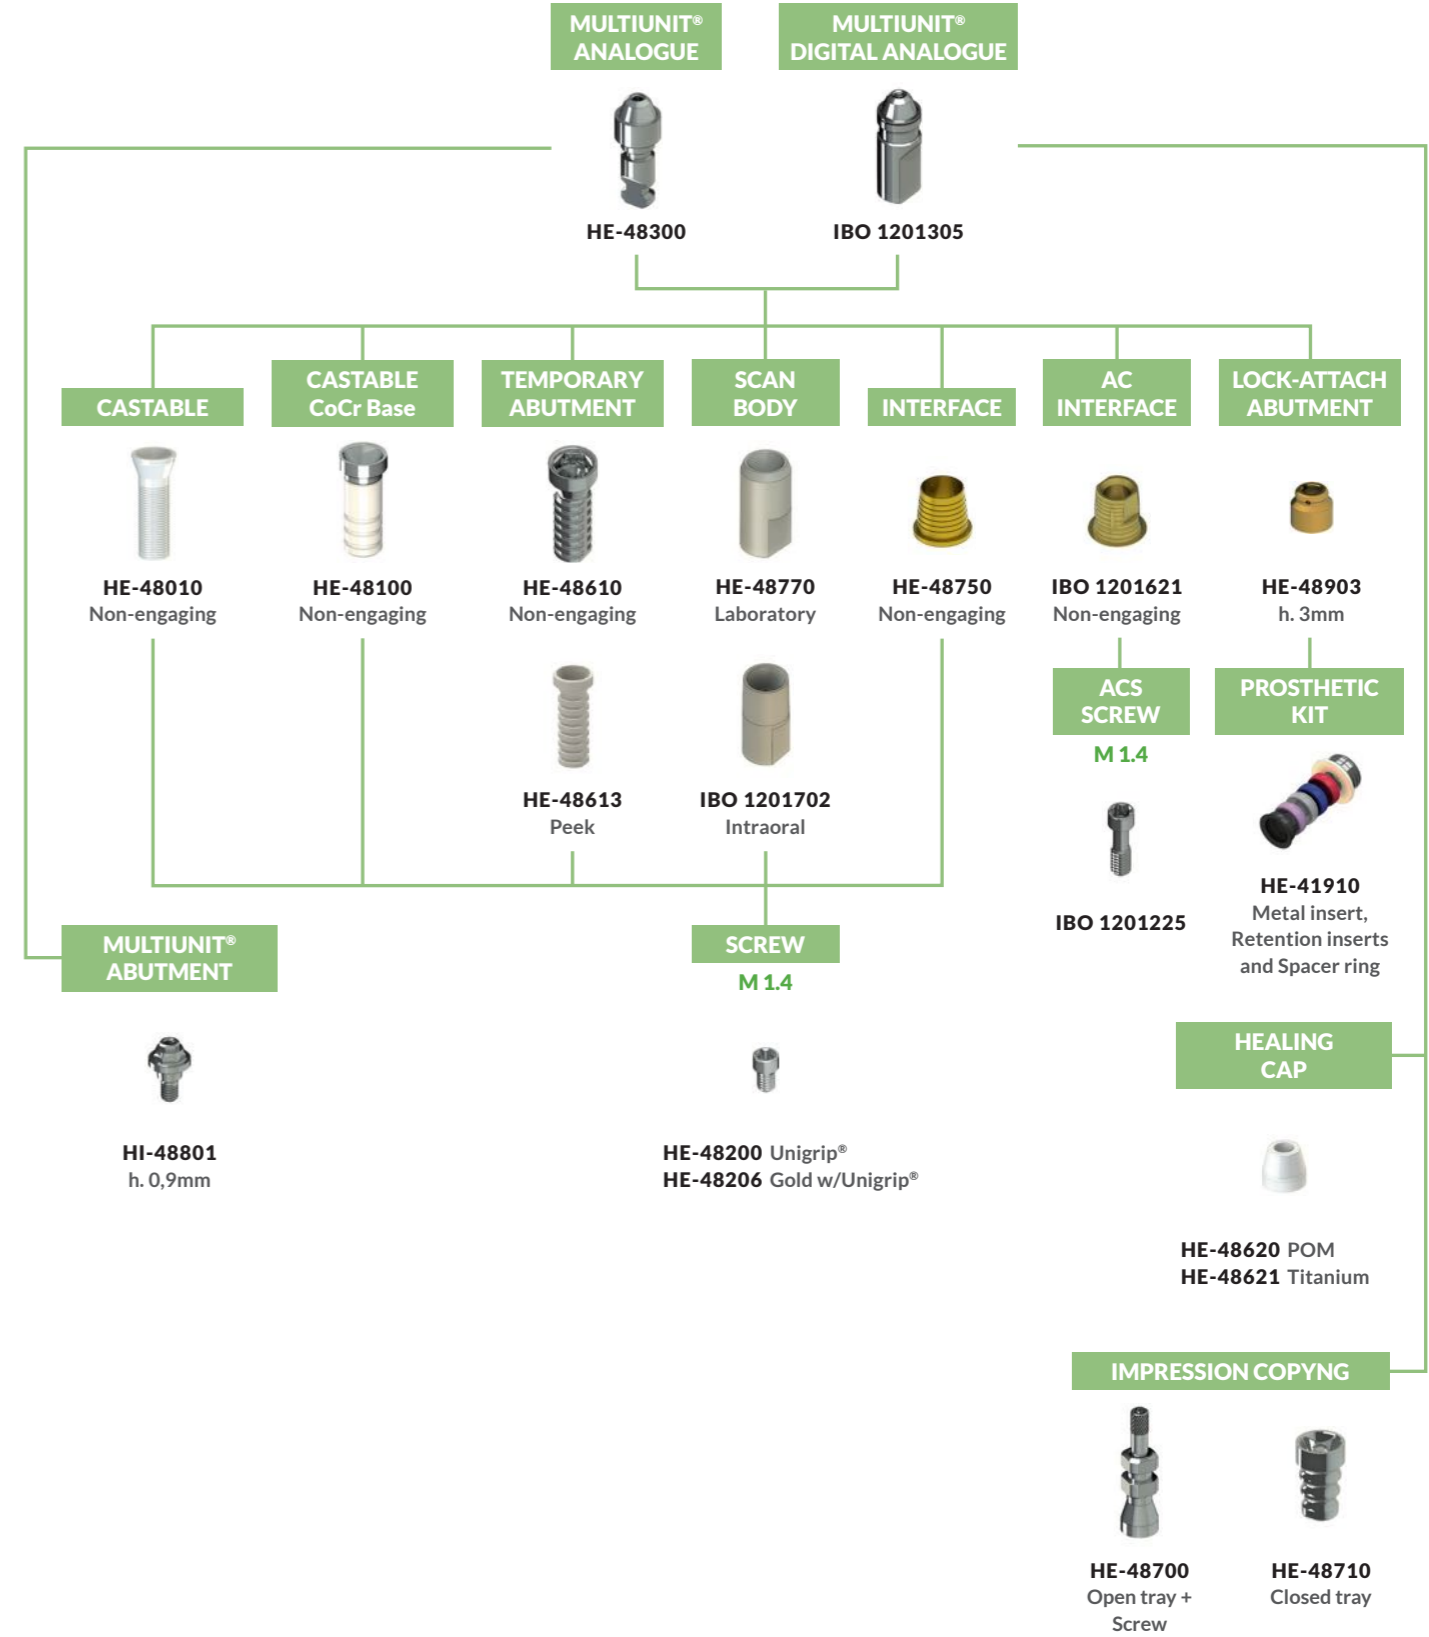 MULTIUNIT®
ANALOGUE
MULTIUNIT®
DIGITAL ANALOGUE
HE-48300
IBO 1201305
CASTABLE
CASTABLE
CoCr Base
TEMPORARY
ABUTMENT
SCAN
BODY
INTERFACE
AC
INTERFACE
LOCK-ATTACH
ABUTMENT
HE-48010
Non-engaging
HE-48100
Non-engaging
HE-48610
Non-engaging
HE-48770
Laboratory
HE-48750
Non-engaging
IBO 1201621
Non-engaging
HE-48903
h. 3mm
HE-48613
Peek
IBO 1201702
Intraoral
ACS
SCREW
M 1.4
IBO 1201225
PROSTHETIC
KIT
HE-41910
Metal insert,
Retention inserts
and Spacer ring
MULTIUNIT®
ABUTMENT
HI-48801
h. 0,9mm
SCREW
M 1.4
HE-48200 Unigrip®
HE-48206 Gold w/Unigrip®
HEALING
CAP
HE-48620 POM
HE-48621 Titanium
IMPRESSION COPYNG
HE-48700
Open tray +
Screw
HE-48710
Closed tray